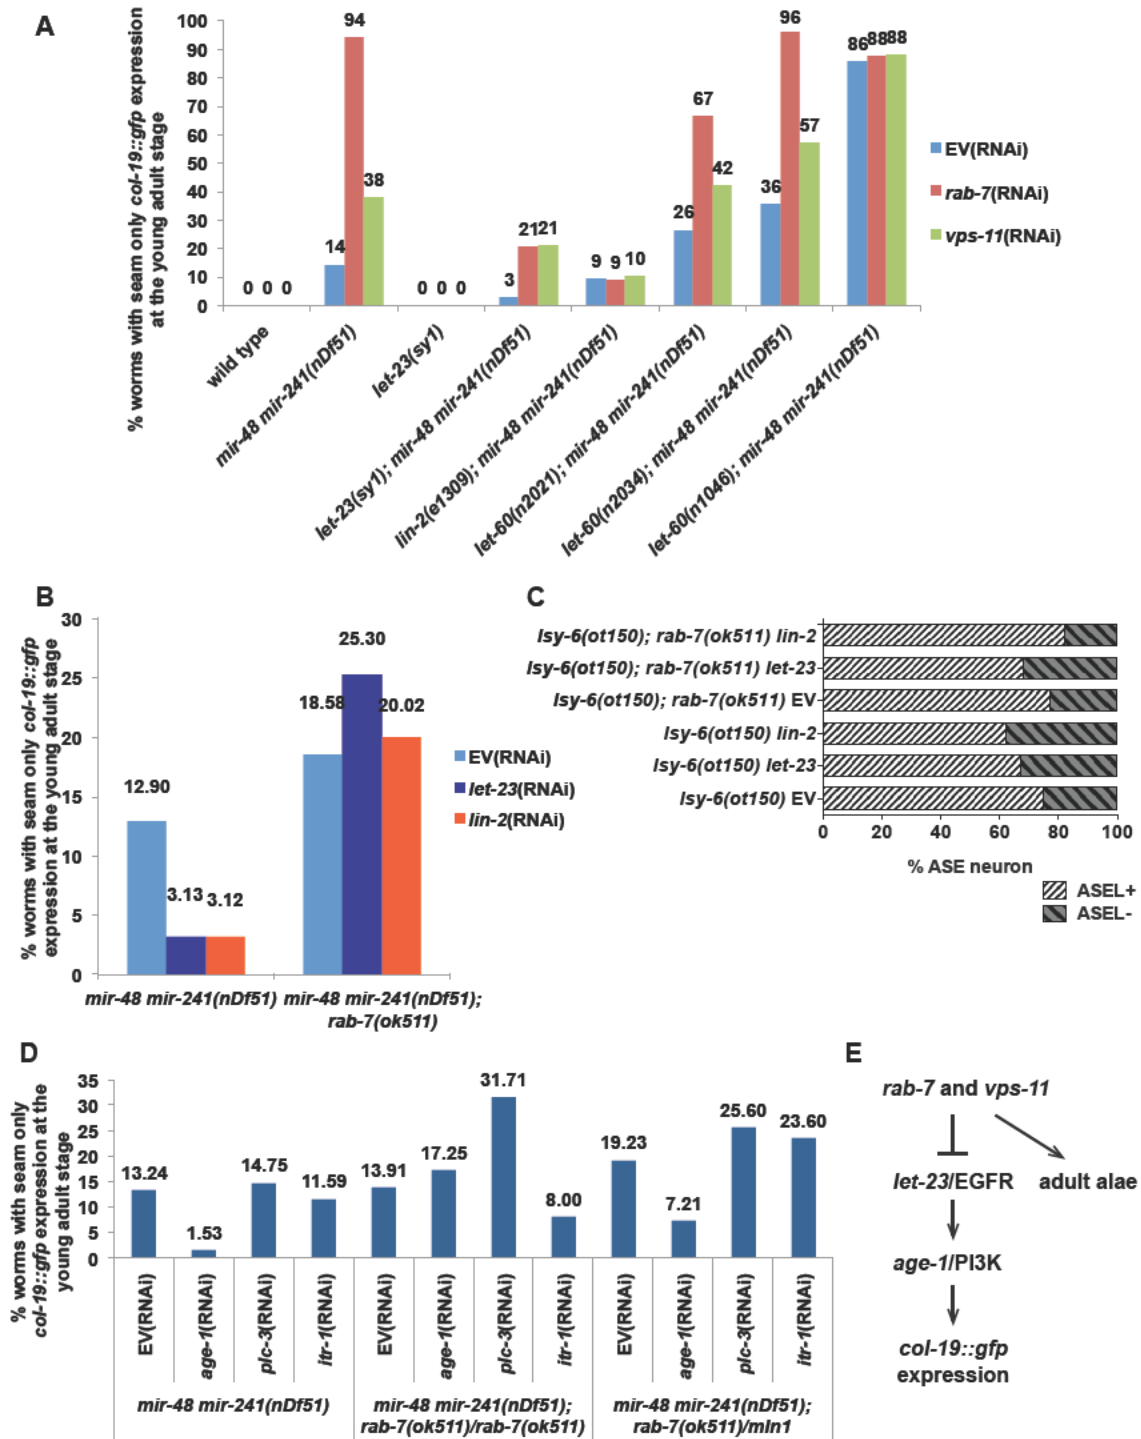 A
% worms with seam only col-19::gfp expression
at the young adult stage
100
90
80
70
60
50
40
30
20
10
0
0 0 0
14
94
38
0 0 0
3
21 21
9 9 10
26
67
42
36
96
57
86 88 88
EV(RNAi)
rab-7(RNAi)
vps-11(RNAi)
wild type
mir-48 mir-241(nDf51)
let-23(sy1)
let-23(sy1); mir-48 mir-241(nDf51)
lin-2(e1309); mir-48 mir-241(nDf51)
let-60(n2021); mir-48 mir-241(nDf51)
let-60(n2034); mir-48 mir-241(nDf51)
let-60(n1046); mir-48 mir-241(nDf51)
B
% worms with seam only col-19::gfp
expression at the young adult stage
30
25
20
15
10
5
0
12.90
3.13 3.12
18.58
25.30
20.02
EV(RNAi)
let-23(RNAi)
lin-2(RNAi)
mir-48 mir-241(nDf51)
mir-48 mir-241(nDf51);
rab-7(ok511)
C
lsy-6(ot150); rab-7(ok511) lin-2
lsy-6(ot150); rab-7(ok511) let-23
lsy-6(ot150); rab-7(ok511) EV
lsy-6(ot150) lin-2
lsy-6(ot150) let-23
lsy-6(ot150) EV
0 20 40 60 80 100
% ASE neuron
ASEL+
ASEL-
D
% worms with seam only
col-19::gfp expression at the
young adult stage
35
30
25
20
15
10
5
0
13.24
1.53
14.75
11.59
13.91
17.25
31.71
8.00
19.23
7.21
25.60
23.60
EV(RNAi)
age-1(RNAi)
plc-3(RNAi)
itr-1(RNAi)
EV(RNAi)
age-1(RNAi)
plc-3(RNAi)
itr-1(RNAi)
EV(RNAi)
age-1(RNAi)
plc-3(RNAi)
itr-1(RNAi)
mir-48 mir-241(nDf51)
mir-48 mir-241(nDf51);
rab-7(ok511)/rab-7(ok511)
mir-48 mir-241(nDf51);
rab-7(ok511)/mIn1
E
rab-7 and vps-11
let-23/EGFR
adult alae
age-1/PI3K
col-19::gfp
expression